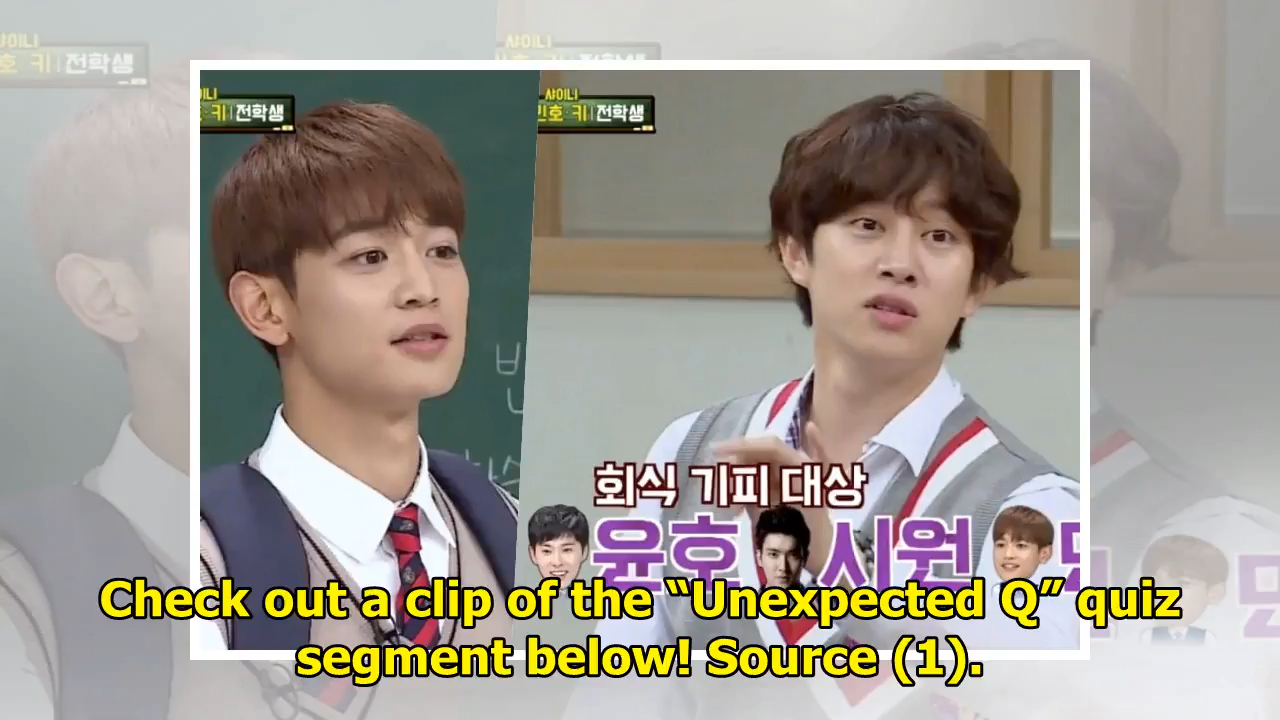 샤이니
호 키 전학생
샤이니
민호 키 전학생
회식 기피 대상
윤호 시원
Check out a clip of the “Unexpected Q” quiz
segment below! Source (1).